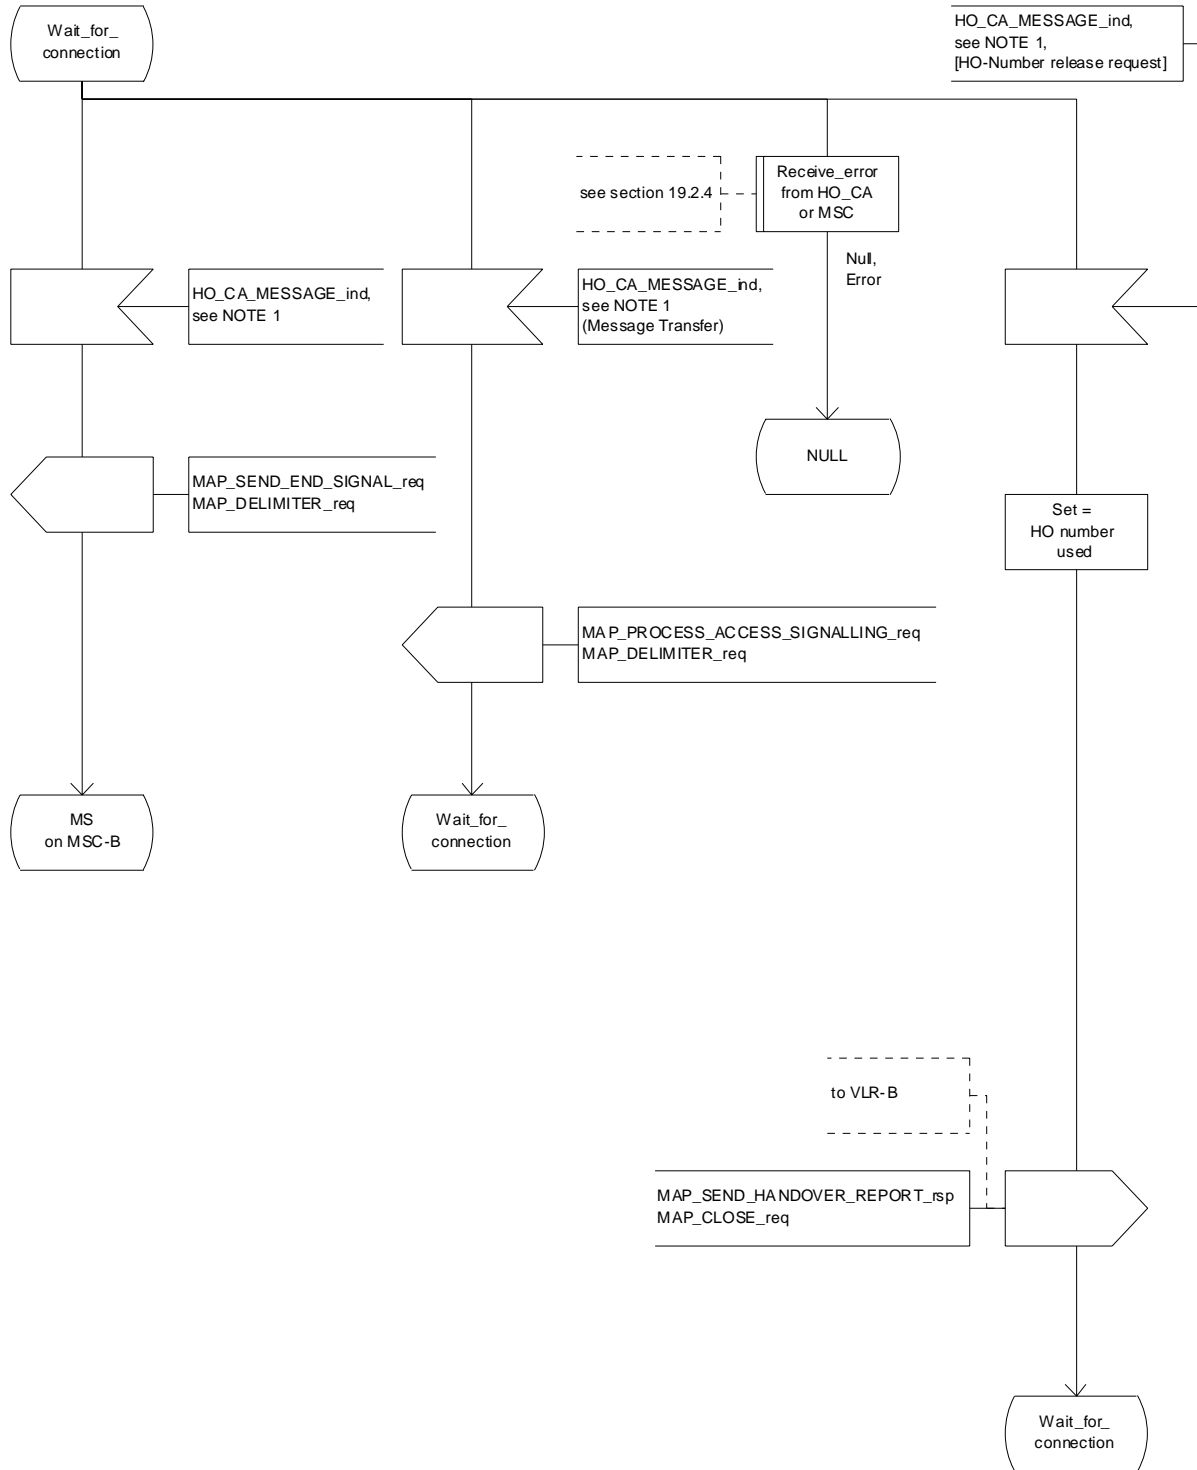 Wait_for_
connection
HO_CA_MESSAGE_ind,
see NOTE 1,
[HO-Number release request]
see section 19.2.4
Receive_error
from HO_CA
or MSC
Null,
Error
HO_CA_MESSAGE_ind,
see NOTE 1
HO_CA_MESSAGE_ind,
see NOTE 1
(Message Transfer)
NULL
MAP_SEND_END_SIGNAL_req
MAP_DELIMITER_req
Set =
HO number
used
MAP_PROCESS_ACCESS_SIGNALLING_req
MAP_DELIMITER_req
MS
on MSC-B
Wait_for_
connection
to VLR-B
MAP_SEND_HANDOVER_REPORT_rsp
MAP_CLOSE_req
Wait_for_
connection